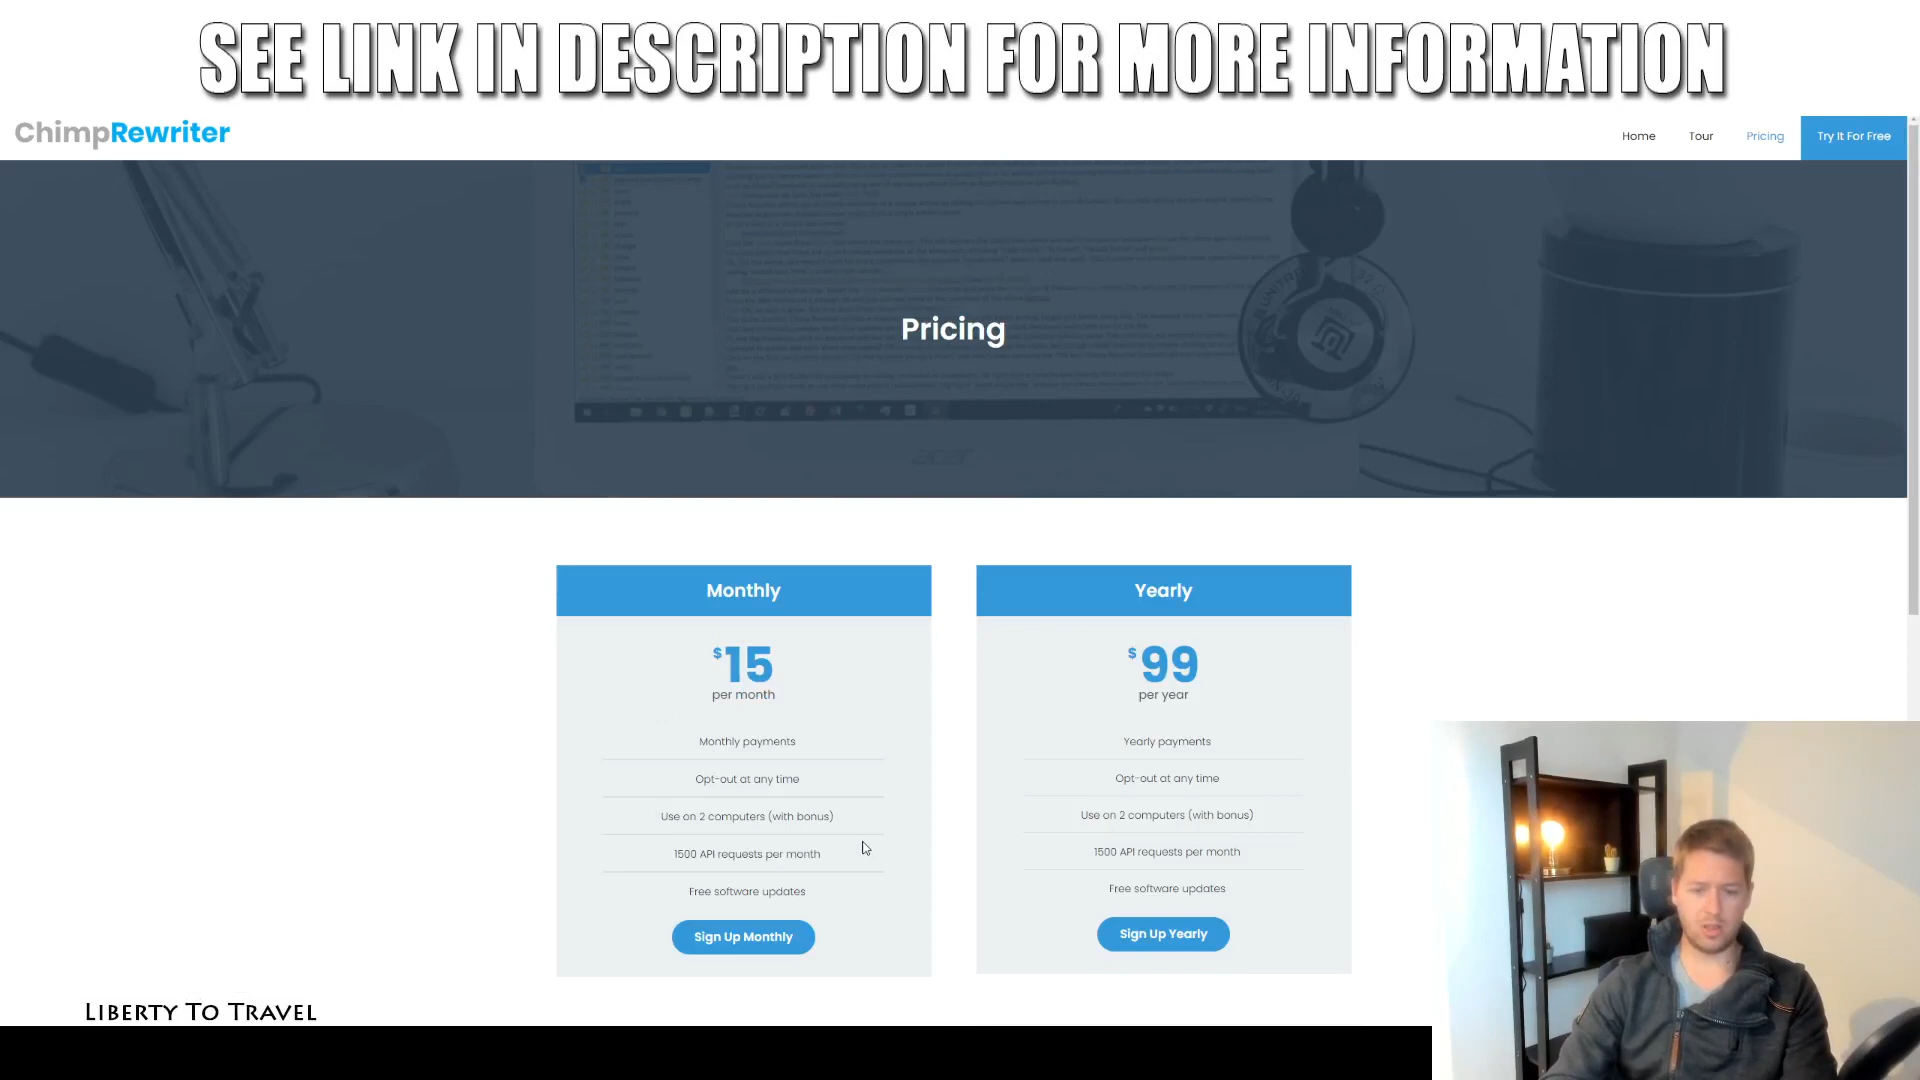 SEE LINK IN DESCRIPTION FOR MORE INFORMATION
ChimpRewriter
Home Tour Pricing Try It For Free
Pricing
acer
Monthly
$15
per month
Monthly payments
Opt-out at any time
Use on 2 computers (with bonus)
1500 API requests per month
Free software updates
Sign Up Monthly
Yearly
$99
per year
Yearly payments
Opt-out at any time
Use on 2 computers (with bonus)
1500 API requests per month
Free software updates
Sign Up Yearly
LIBERTY TO TRAVEL